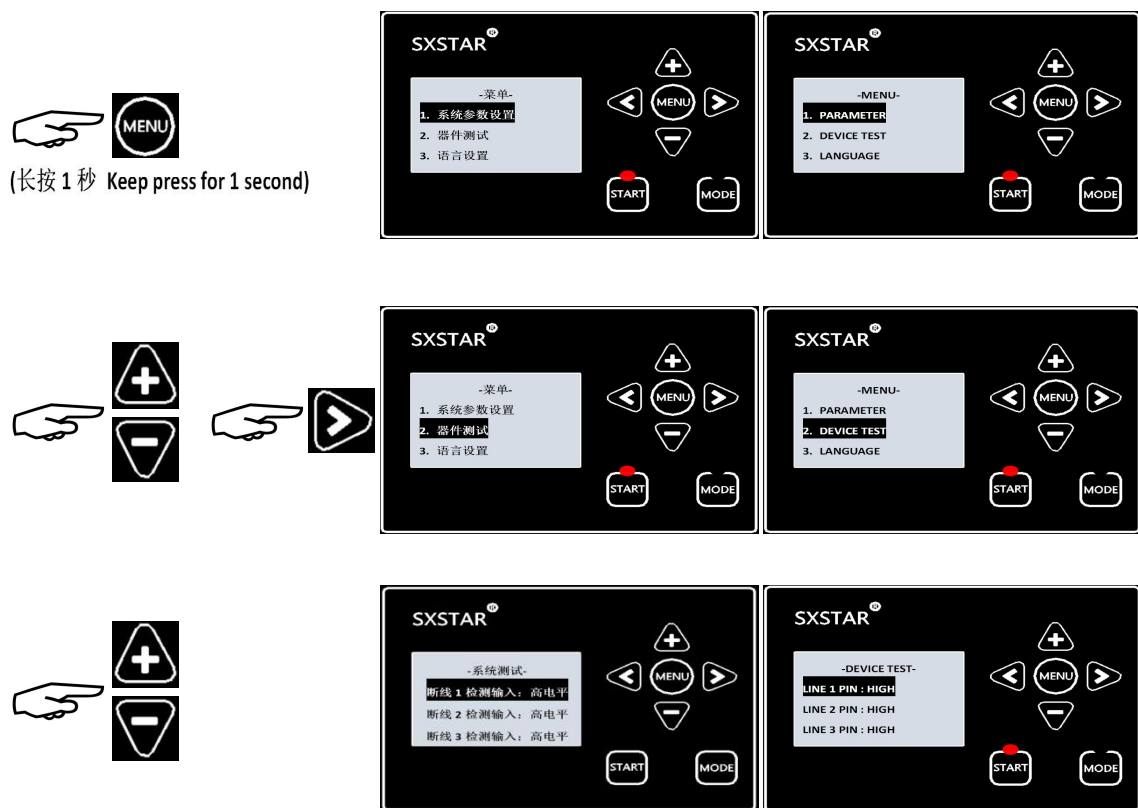 SXSTAR®
-菜单-
1. 系统参数设置
2. 器件测试
3. 语言设置
MENU
START
MODE
SXSTAR®
-MENU-
1. PARAMETER
2. DEVICE TEST
3. LANGUAGE
MENU
START
MODE
MENU
(长按 1 秒 Keep press for 1 second)
SXSTAR®
-菜单-
1. 系统参数设置
2. 器件测试
3. 语言设置
MENU
START
MODE
SXSTAR®
-MENU-
1. PARAMETER
2. DEVICE TEST
3. LANGUAGE
MENU
START
MODE
SXSTAR®
-系统测试-
断线 1 检测输入：高电平
断线 2 检测输入：高电平
断线 3 检测输入：高电平
MENU
START
MODE
SXSTAR®
-DEVICE TEST-
LINE 1 PIN : HIGH
LINE 2 PIN : HIGH
LINE 3 PIN : HIGH
MENU
START
MODE